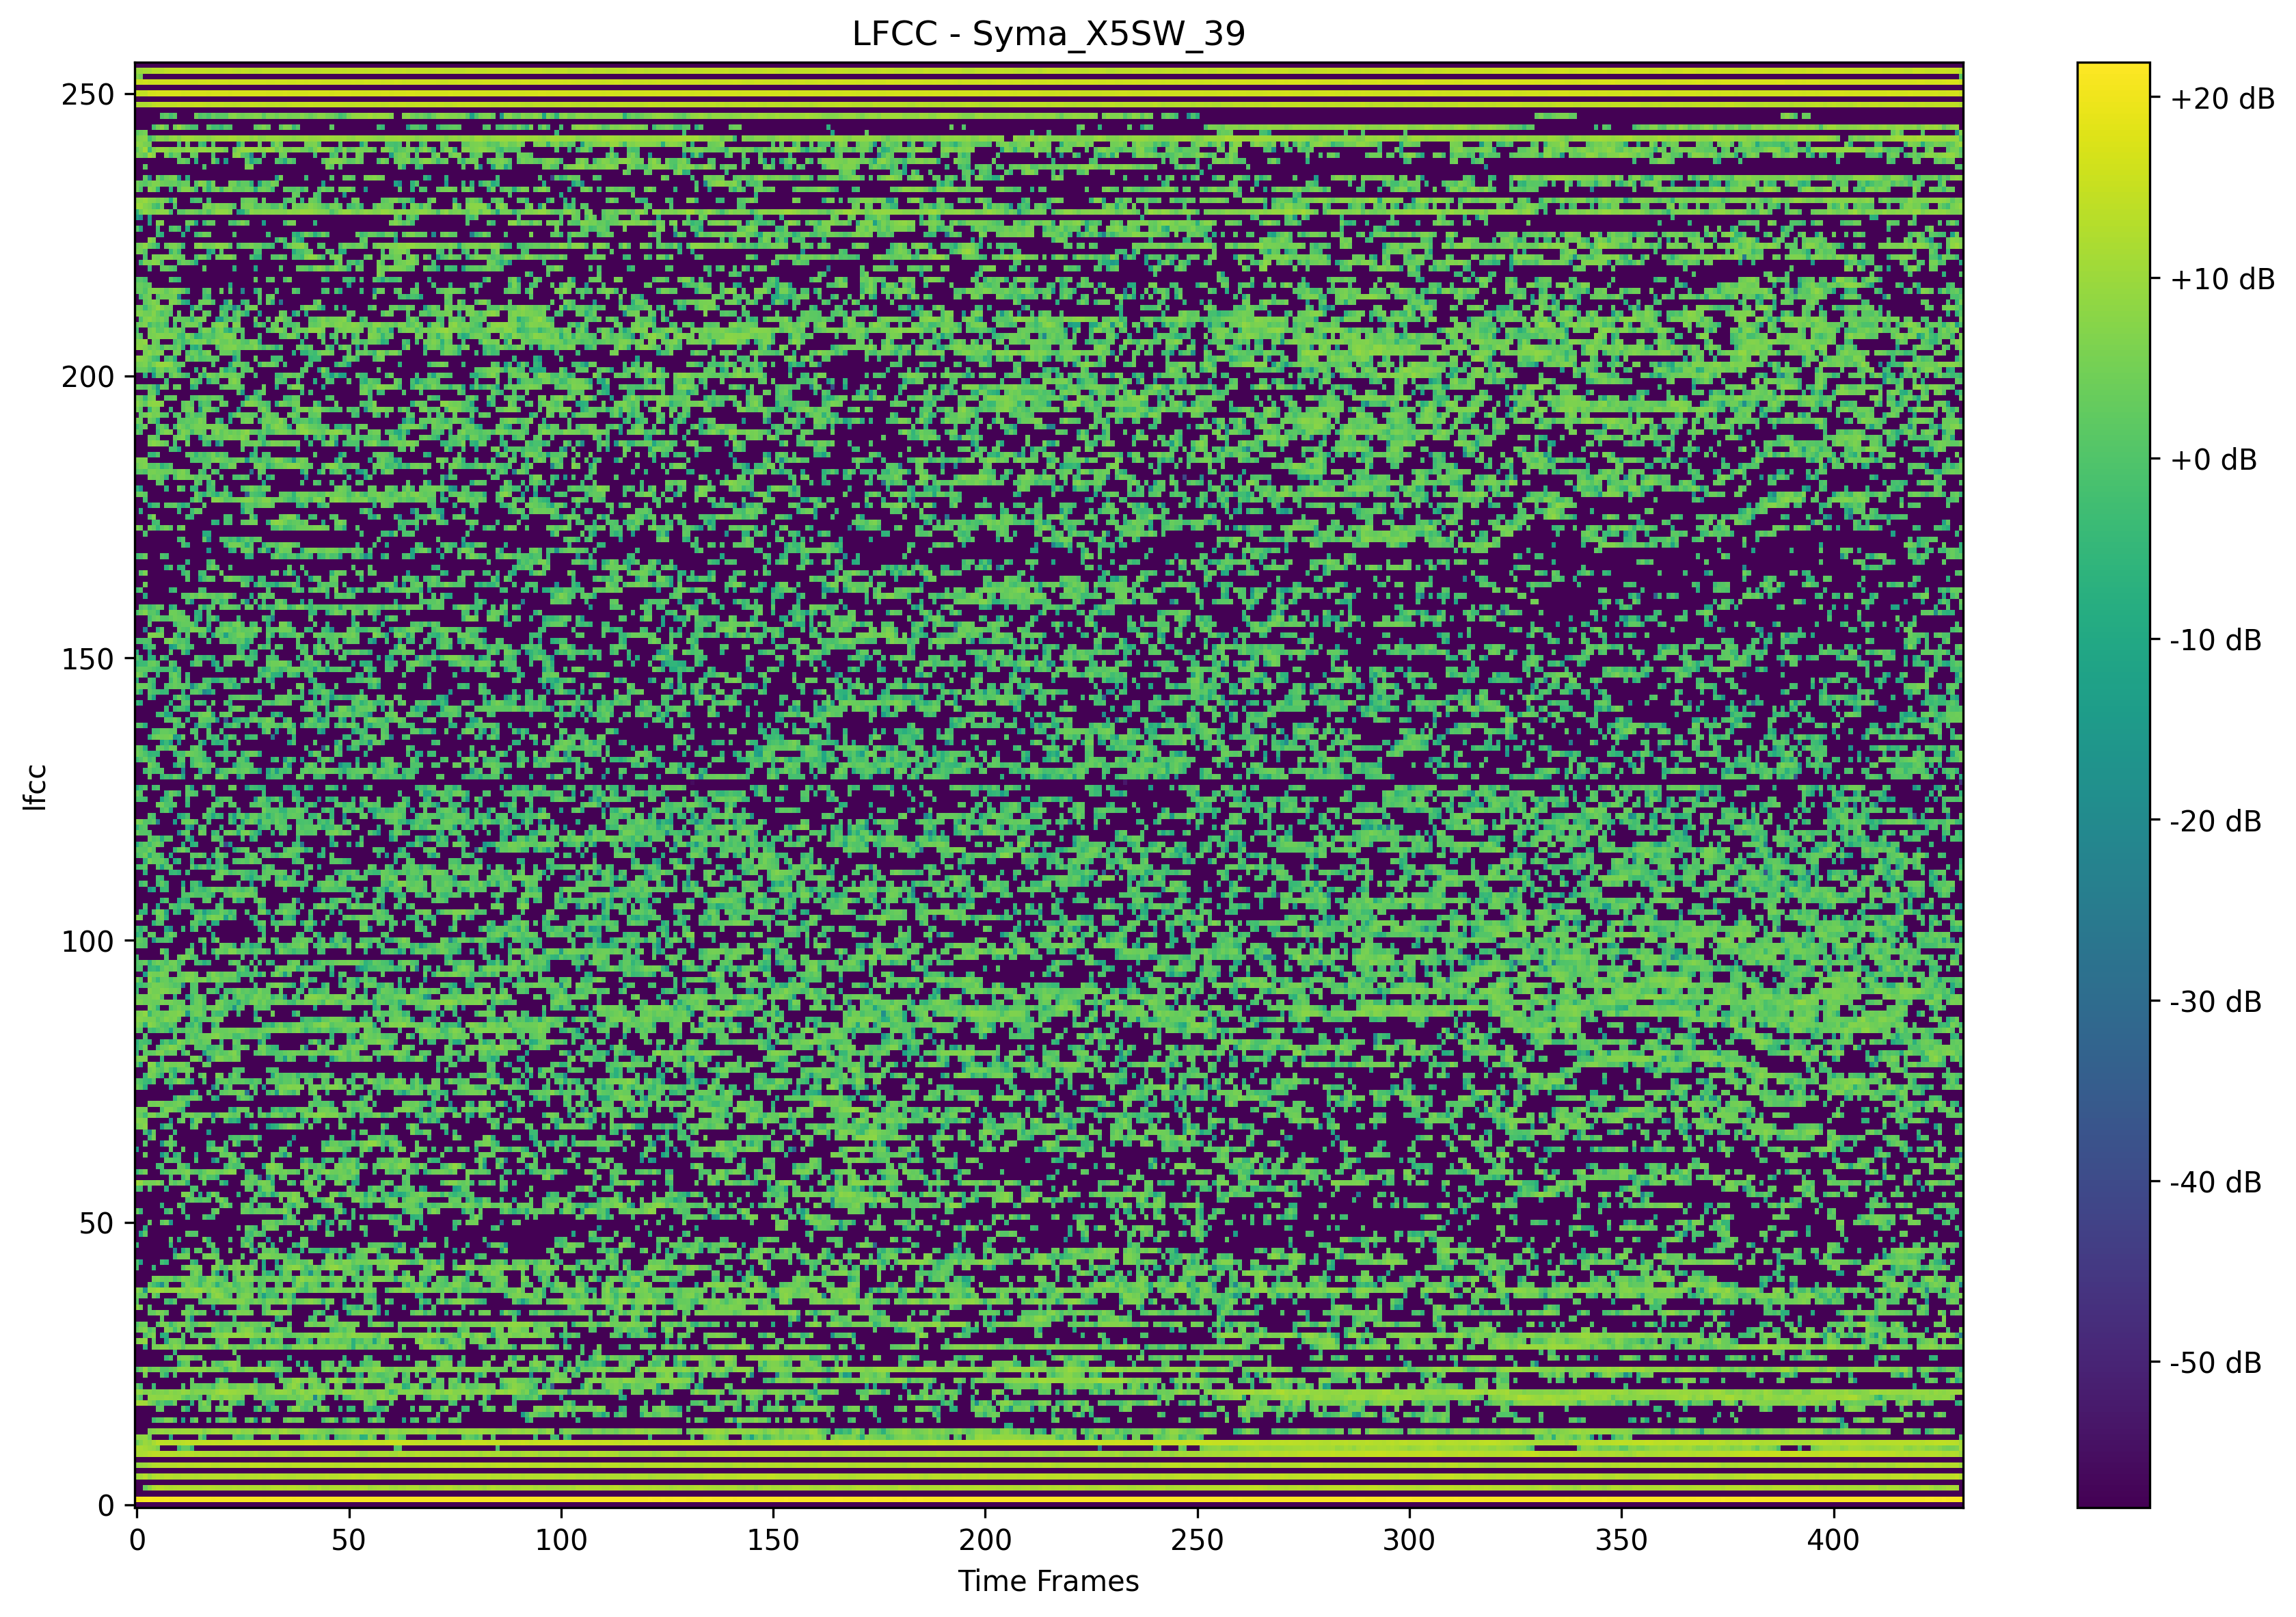 LFCC - Syma_X5SW_39
250
200
150
100
50
0
lfcc
0 50 100 150 200 250 300 350 400
Time Frames
+20 dB
+10 dB
+0 dB
-10 dB
-20 dB
-30 dB
-40 dB
-50 dB